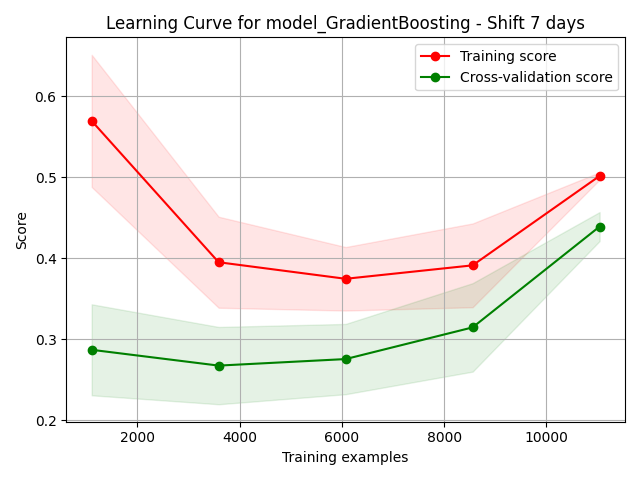 Learning Curve for model_GradientBoosting - Shift 7 days
Training score
Cross-validation score
Score
0.6
0.5
0.4
0.3
0.2
2000 4000 6000 8000 10000
Training examples